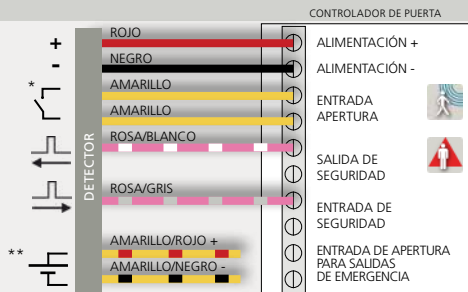 CONTROLADOR DE PUERTA
+
ROJO
ALIMENTACIÓN +
-
NEGRO
ALIMENTACIÓN -
*
AMARILLO
ENTRADA
APERTURA
AMARILLO
ROSA/BLANCO
SALIDA DE
SEGURIDAD
DETECTOR
ROSA/GRIS
ENTRADA DE
SEGURIDAD
**
AMARILLO/ROJO +
AMARILLO/NEGRO -
ENTRADA DE APERTURA
PARA SALIDAS
DE EMERGENCIA